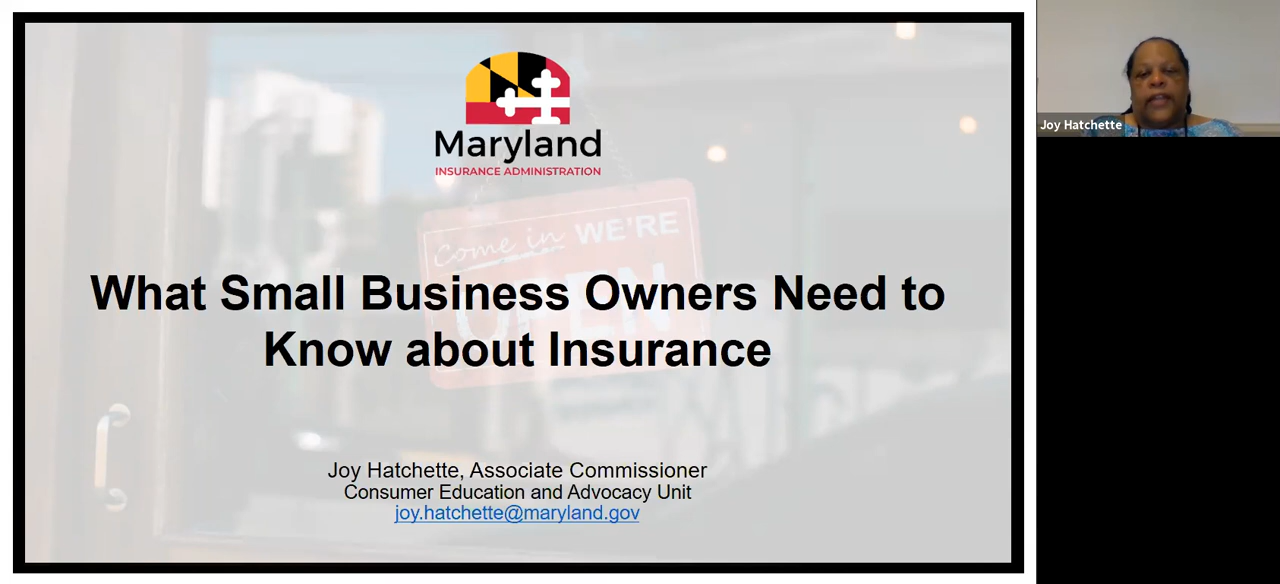 Maryland
INSURANCE ADMINISTRATION
come in WE'RE
OPEN
What Small Business Owners Need to
Know about Insurance
Joy Hatchette, Associate Commissioner
Consumer Education and Advocacy Unit
joy.hatchette@maryland.gov
Joy Hatchette